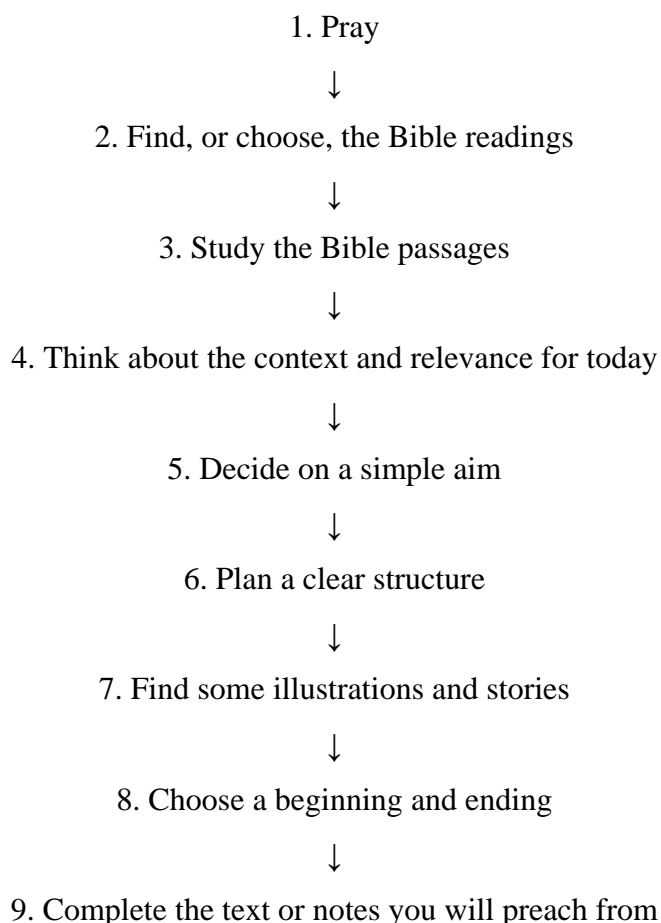 1. Pray
↓
2. Find, or choose, the Bible readings
↓
3. Study the Bible passages
↓
4. Think about the context and relevance for today
↓
5. Decide on a simple aim
↓
6. Plan a clear structure
↓
7. Find some illustrations and stories
↓
8. Choose a beginning and ending
↓
9. Complete the text or notes you will preach from